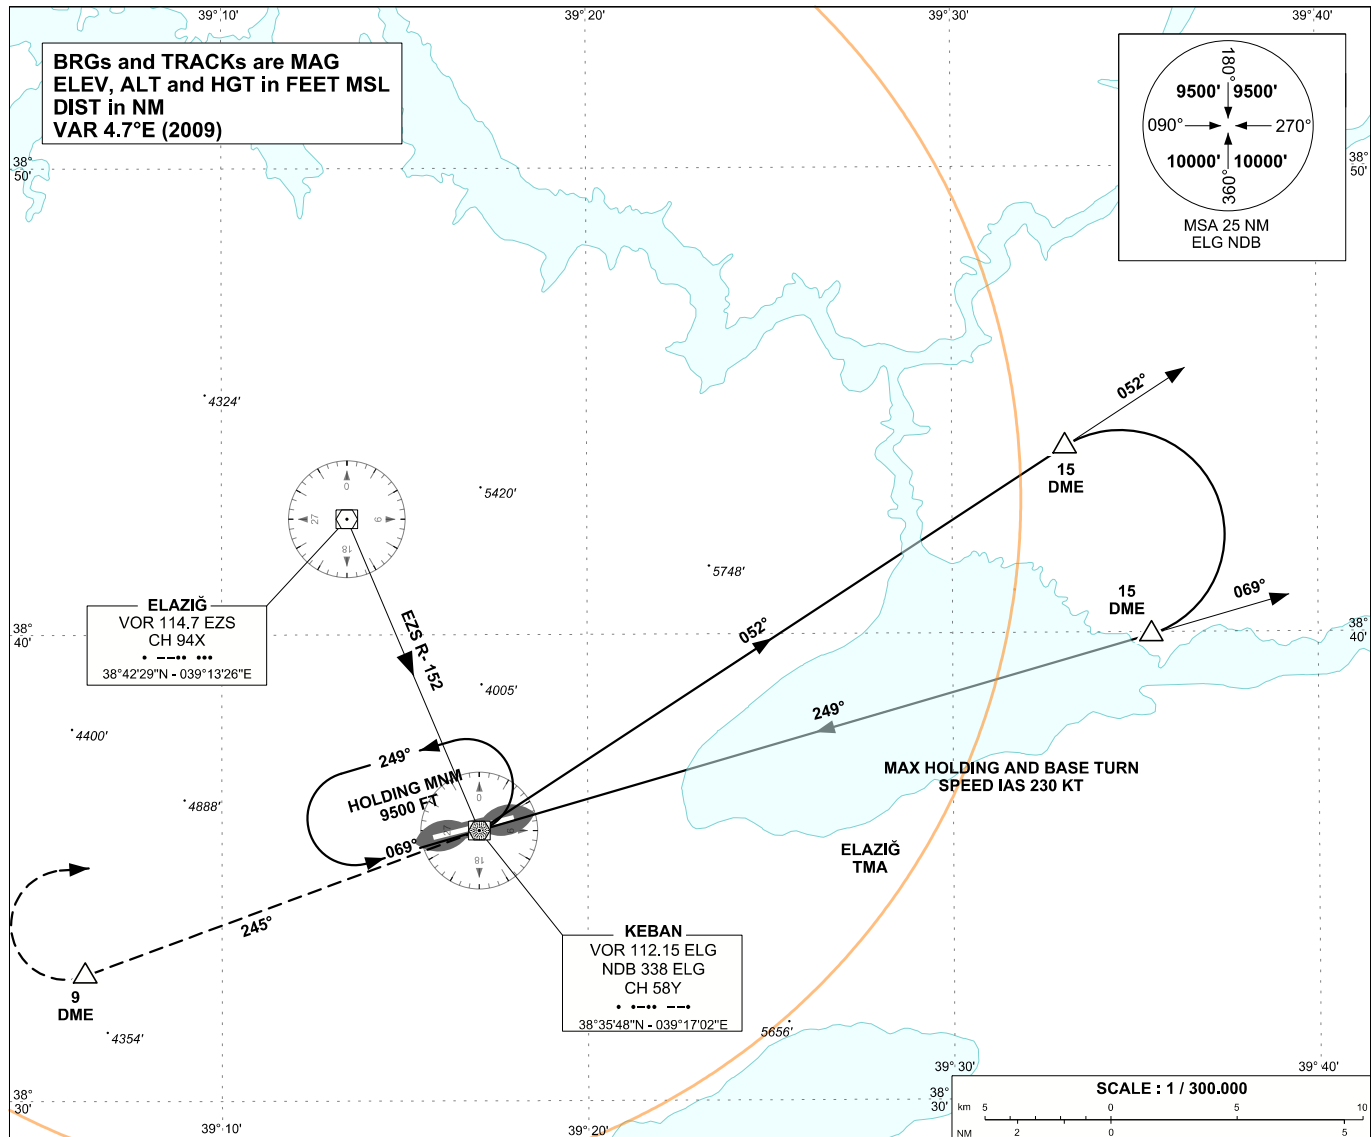 39° 10'
39° 20'
39° 30'
39° 40'
BRGs and TRACKs are MAG
ELEV, ALT and HGT in FEET MSL
DIST in NM
VAR 4.7°E (2009)
180°
9500' 9500'
090° 270°
10000' 10000'
360°
MSA 25 NM
ELG NDB
38°
50'
38°
50'
052°
4324'
15
DME
5420'
0
27 9
18
5748'
15
DME
069°
ELAZIĞ
VOR 114.7 EZS
CH 94X
38°42'29"N - 039°13'26"E
EZS R- 152
052°
38°
40'
38°
40'
4005'
249°
4400'
249°
HOLDING MNM
9500 FT
MAX HOLDING AND BASE TURN
SPEED IAS 230 KT
4888'
0
27 9
18
069°
ELAZIĞ
TMA
245°
KEBAN
VOR 112.15 ELG
NDB 338 ELG
CH 58Y
38°35'48"N - 039°17'02"E
9
DME
4354'
5656'
39° 30'
39° 40'
38°
30'
38°
30'
SCALE : 1 / 300.000
km 5 0 5 10
NM 2 0 5
39° 10'
39° 20'